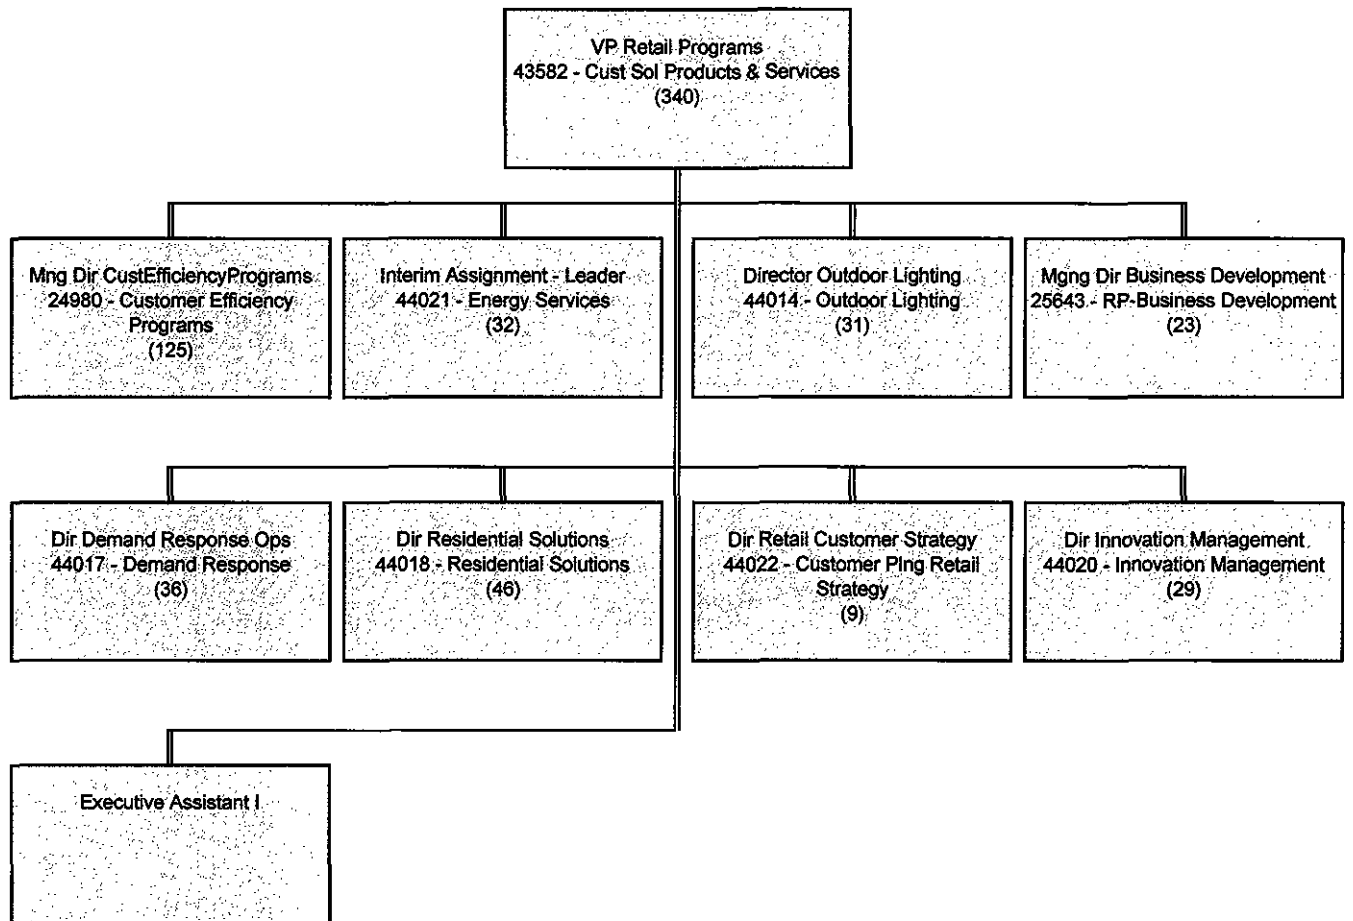 VP Retail Programs
43582 - Cust Sol Products & Services
(340)
Mng Dir CustEfficiencyPrograms
24980 - Customer Efficiency
Programs
(125)
Interim Assignment - Leader
44021 - Energy Services
(32)
Director Outdoor Lighting
44014 - Outdoor Lighting
(31)
Mgng Dir Business Development
25643 - RP-Business Development
(23)
Dir Demand Response Ops
44017 - Demand Response
(36)
Dir Residential Solutions
44018 - Residential Solutions
(46)
Dir Retail Customer Strategy
44022 - Customer Plng Retail
Strategy
(9)
Dir Innovation Management
44020 - Innovation Management
(29)
Executive Assistant I